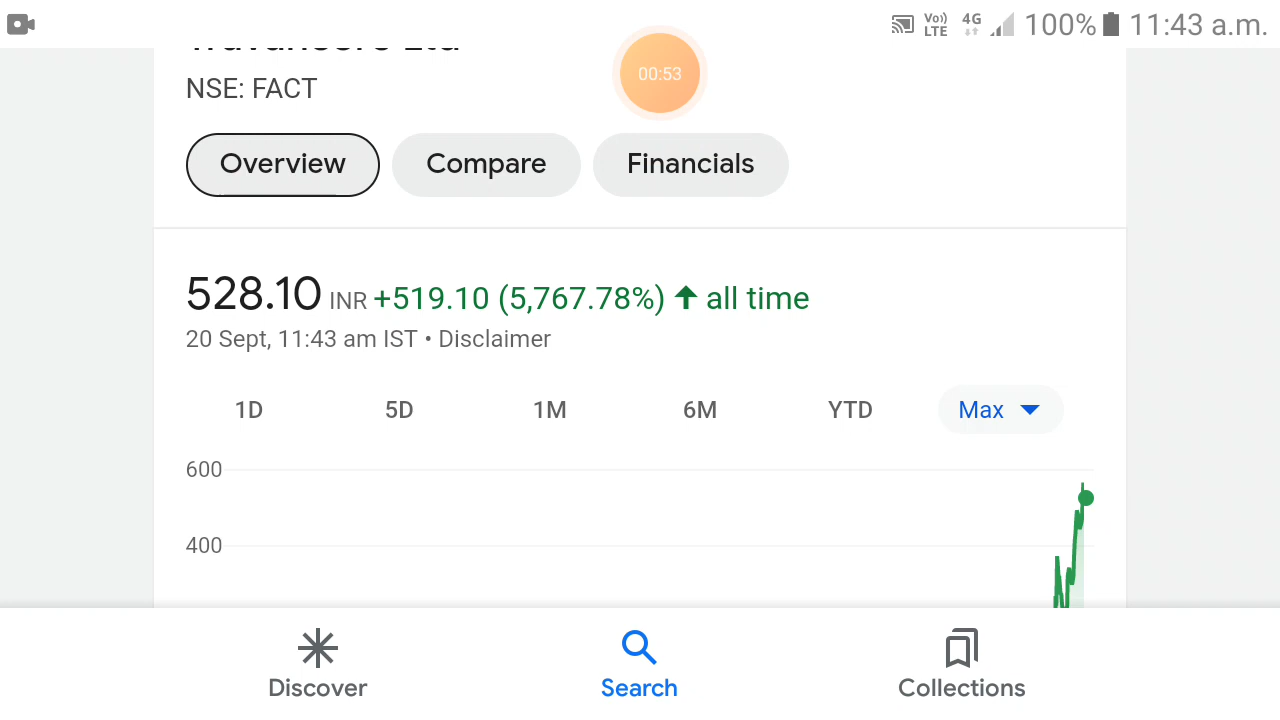 VoD LTE 4G 100% 11:43 a.m.
Ltd
NSE: FACT
00:53
Overview Compare Financials
528.10 INR +519.10 (5,767.78%) all time
20 Sept, 11:43 am IST • Disclaimer
1D 5D 1M 6M YTD Max
600
400
Discover Search Collections